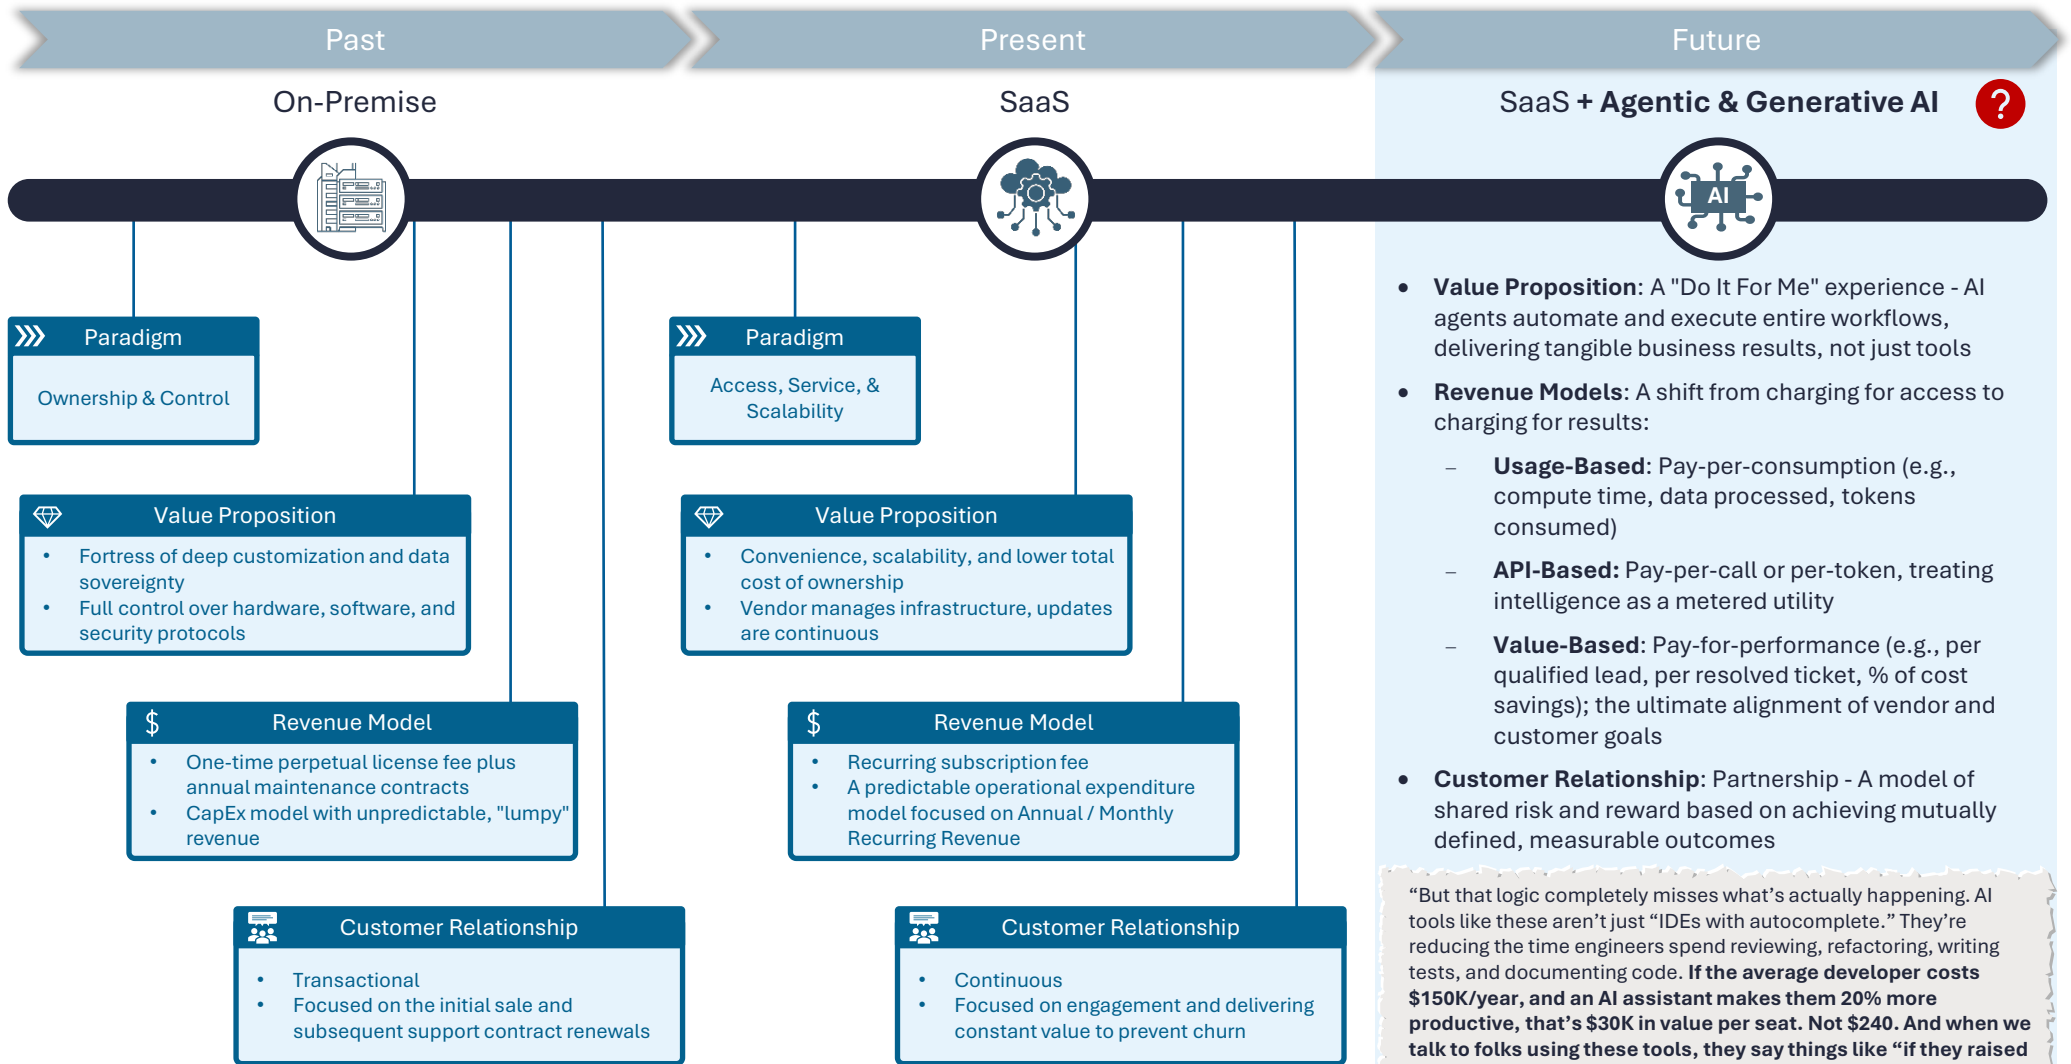 Past
Present
Future
On-Premise
SaaS
SaaS + Agentic & Generative AI
?
AI
Paradigm
Ownership & Control
Value Proposition
• Fortress of deep customization and data
sovereignty
• Full control over hardware, software, and
security protocols
$ Revenue Model
• One-time perpetual license fee plus
annual maintenance contracts
• CapEx model with unpredictable, "lumpy"
revenue
Customer Relationship
• Transactional
• Focused on the initial sale and
subsequent support contract renewals
Paradigm
Access, Service, &
Scalability
Value Proposition
• Convenience, scalability, and lower total
cost of ownership
• Vendor manages infrastructure, updates
are continuous
$ Revenue Model
• Recurring subscription fee
• A predictable operational expenditure
model focused on Annual / Monthly
Recurring Revenue
Customer Relationship
• Continuous
• Focused on engagement and delivering
constant value to prevent churn
• Value Proposition: A "Do It For Me" experience - AI
agents automate and execute entire workflows,
delivering tangible business results, not just tools
• Revenue Models: A shift from charging for access to
charging for results:
– Usage-Based: Pay-per-consumption (e.g.,
compute time, data processed, tokens
consumed)
– API-Based: Pay-per-call or per-token, treating
intelligence as a metered utility
– Value-Based: Pay-for-performance (e.g., per
qualified lead, per resolved ticket, % of cost
savings); the ultimate alignment of vendor and
customer goals
• Customer Relationship: Partnership - A model of
shared risk and reward based on achieving mutually
defined, measurable outcomes
“But that logic completely misses what’s actually happening. AI
tools like these aren’t just “IDEs with autocomplete.” They’re
reducing the time engineers spend reviewing, refactoring, writing
tests, and documenting code. If the average developer costs
$150K/year, and an AI assistant makes them 20% more
productive, that’s $30K in value per seat. Not $240. And when we
talk to folks using these tools, they say things like “if they raised